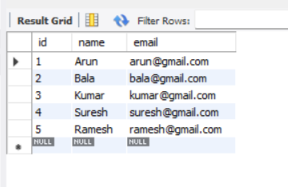 Result Grid Filter Rows:
id name email
1 Arun arun@gmail.com
2 Bala bala@gmail.com
3 Kumar kumar@gmail.com
4 Suresh suresh@gmail.com
5 Ramesh ramesh@gmail.com
NULL NULL NULL